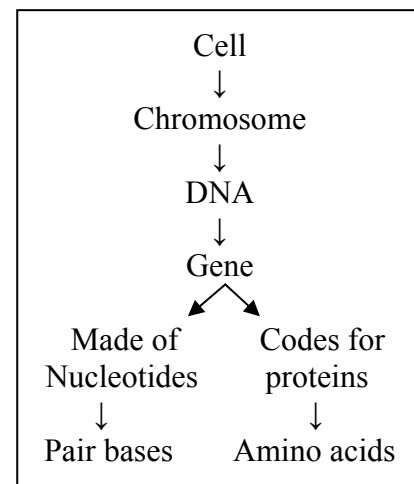 Cell
↓
Chromosome
↓
DNA
↓
Gene
Made of Nucleotides
Codes for proteins
↓
↓
Pair bases
Amino acids